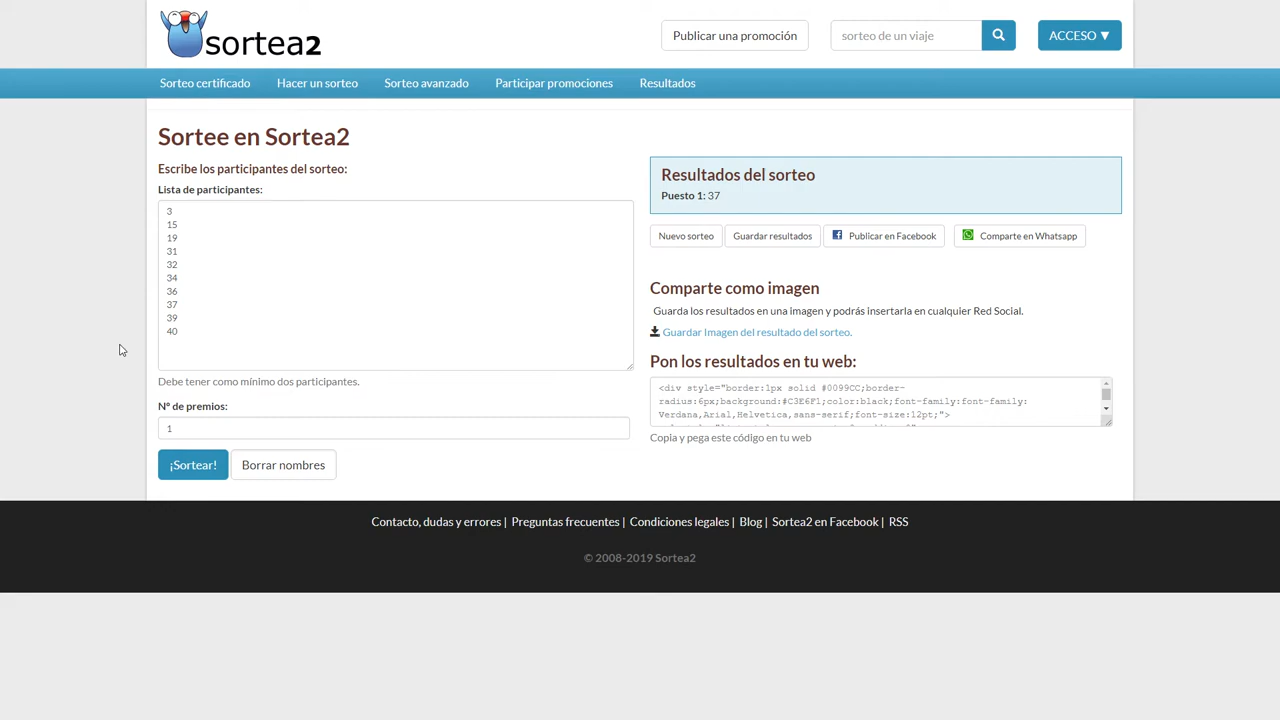 sortea2
Publicar una promoción
sorteo de un viaje
ACCESO ▼
Sorteo certificado
Hacer un sorteo
Sorteo avanzado
Participar promociones
Resultados
Sortee en Sortea2
Escribe los participantes del sorteo:
Lista de participantes:
3
15
19
31
32
34
36
37
39
40
Debe tener como mínimo dos participantes.
Nº de premios:
1
¡Sortear!
Borrar nombres
Resultados del sorteo
Puesto 1: 37
Nuevo sorteo
Guardar resultados
Publicar en Facebook
Comparte en Whatsapp
Comparte como imagen
Guarda los resultados en una imagen y podrás insertarla en cualquier Red Social.
Guardar Imagen del resultado del sorteo.
Pon los resultados en tu web:
<div style="border:1px solid #0099CC;border-
radius:6px;background:#C3E6F1;color:black;font-family:font-family:
Verdana,Arial,Helvetica,sans-serif;font-size:12pt;">
Copia y pega este código en tu web
Contacto, dudas y errores | Preguntas frecuentes | Condiciones legales | Blog | Sortea2 en Facebook | RSS
© 2008-2019 Sortea2